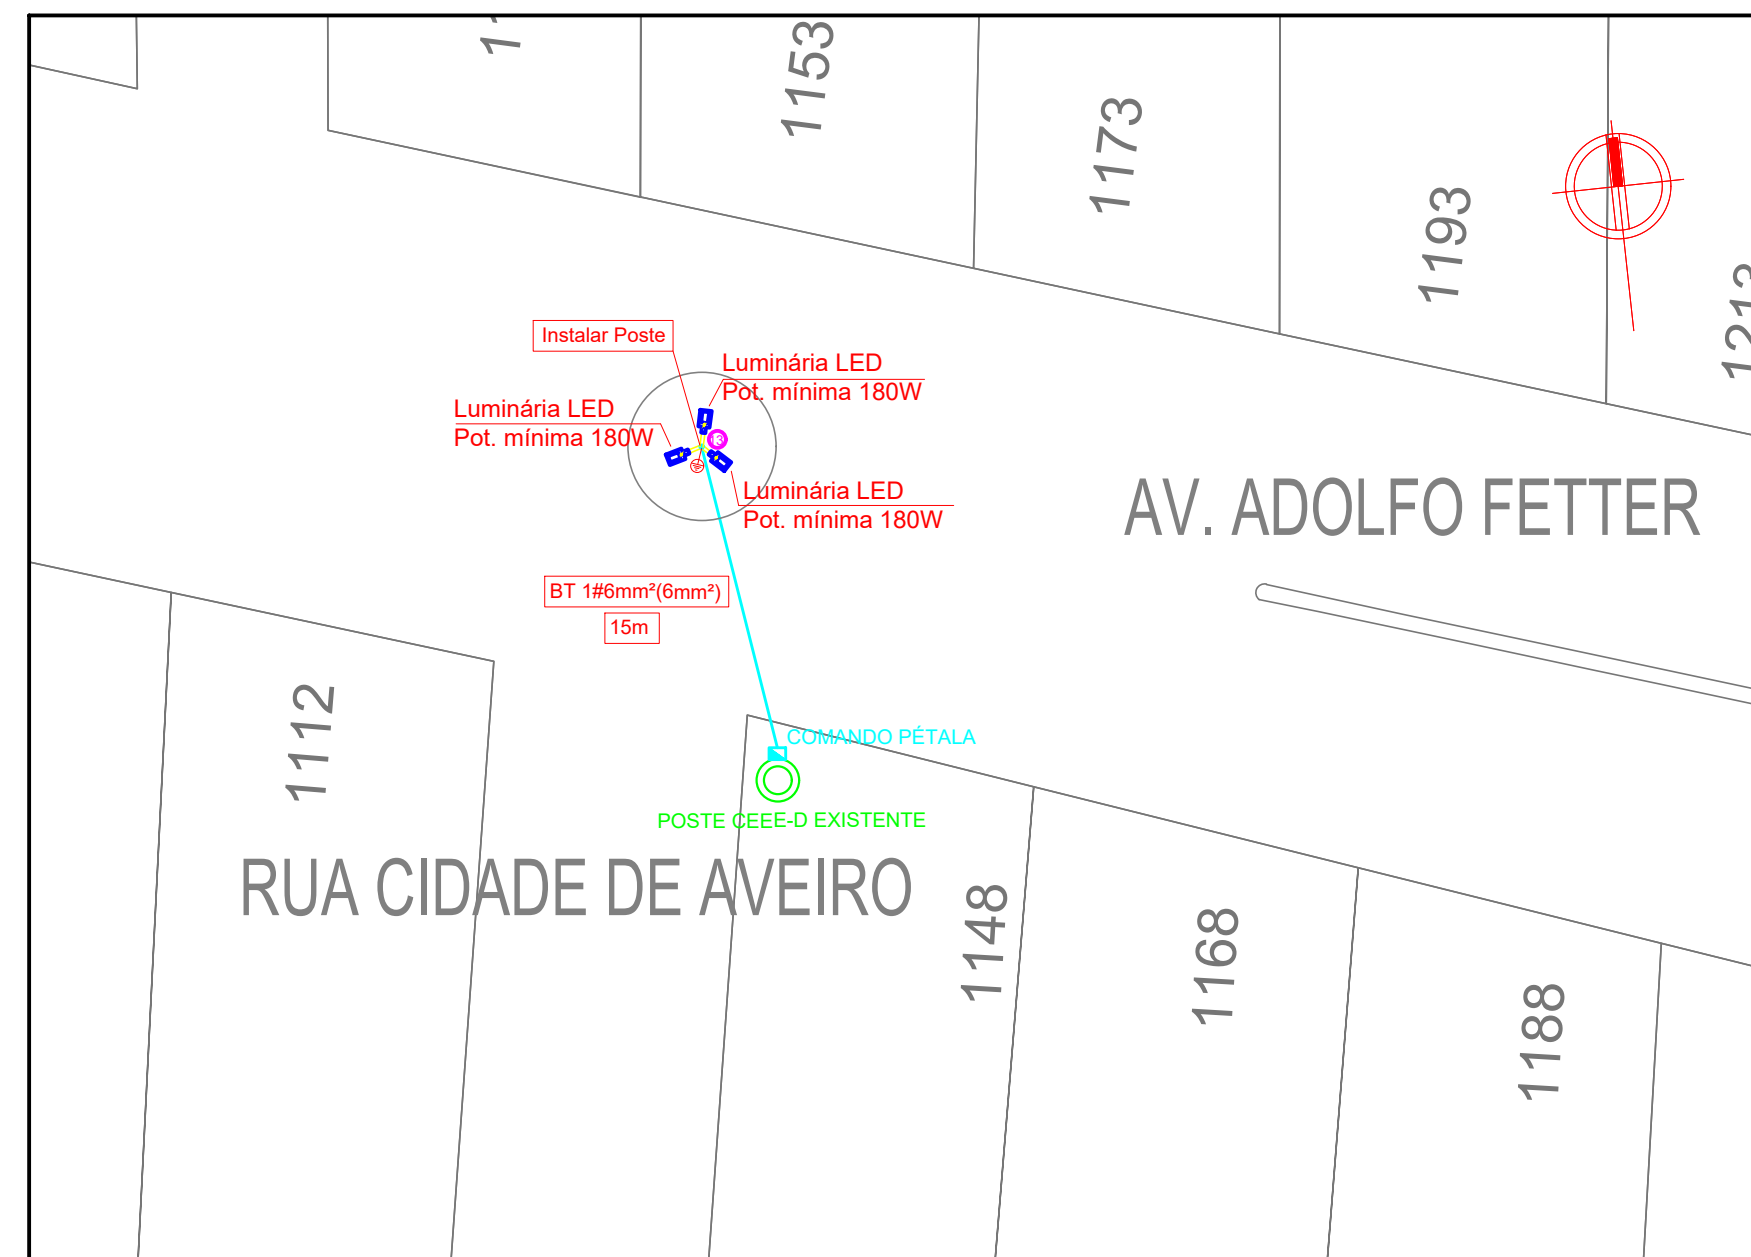 1153
1173
1193
Instalar Poste
Luminária LED
Pot. mínima 180W
Luminária LED
Pot. mínima 180W
Luminária LED
Pot. mínima 180W
AV. ADOLFO FETTER
BT 1#6mm²(6mm²)
15m
1112
COMANDO PÉTALA
POSTE CEEE-D EXISTENTE
RUA CIDADE DE AVEIRO
1148
1168
1188